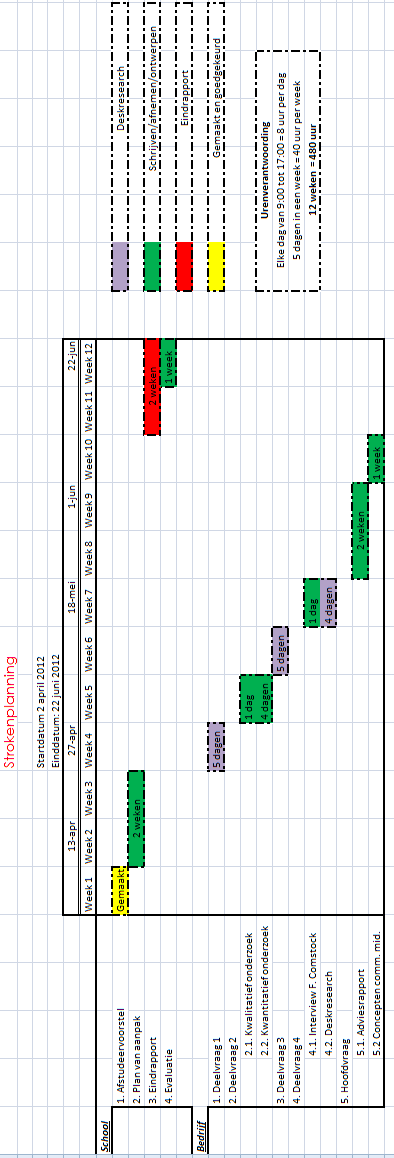 Strokenplanning
Startdatum 2 april 2012
Einddatum: 22 juni 2012
13-apr 27-apr 18-mei 1-jun 22-jun
Week 1 Week 2 Week 3 Week 4 Week 5 Week 6 Week 7 Week 8 Week 9 Week 10 Week 11 Week 12
School
1. Afstudeervoorstel Gemaakt
2. Plan van aanpak 2 weken
3. Eindrapport 2 weken
4. Evaluatie 1 week
Bedrijf
1. Deelvraag 1 5 dagen
2. Deelvraag 2
2.1. Kwalitatief onderzoek 1 dag
2.2. Kwantitatief onderzoek 4 dagen
3. Deelvraag 3 5 dagen
4. Deelvraag 4
4.1. Interview F. Comstock 1 dag
4.2. Deskresearch 4 dagen
5. Hoofdvraag
5.1. Adviesrapport 2 weken
5.2 Concepten comm. mid. 1 week
Deskresearch
Schrijven/afnemen/ontwerpen
Eindrapport
Gemaakt en goedgekeurd
Urenverantwoording
Elke dag van 9:00 tot 17:00 = 8 uur per dag
5 dagen in een week = 40 uur per week
12 weken = 480 uur